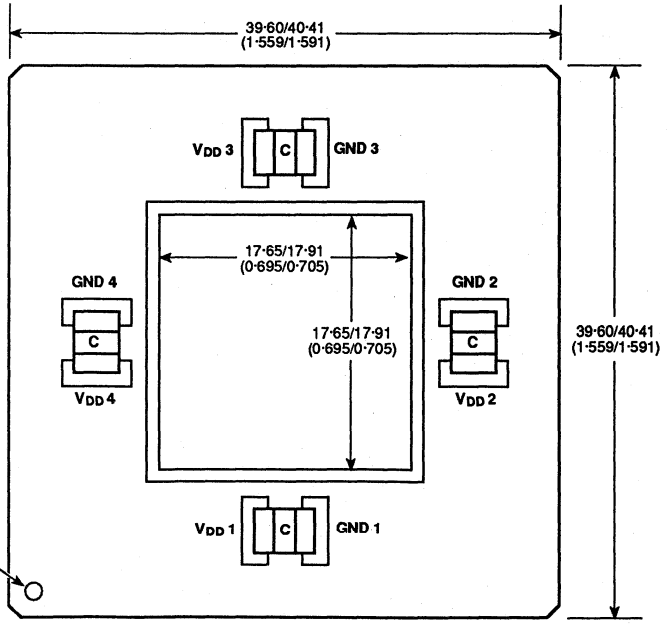 39·60/40·41
(1·559/1·591)
VDD 3
C
GND 3
17·65/17·91
(0·695/0·705)
GND 4
GND 2
17·65/17·91
(0·695/0·705)
39·60/40·41
(1·559/1·591)
C
C
VDD 4
VDD 2
VDD 1
C
GND 1